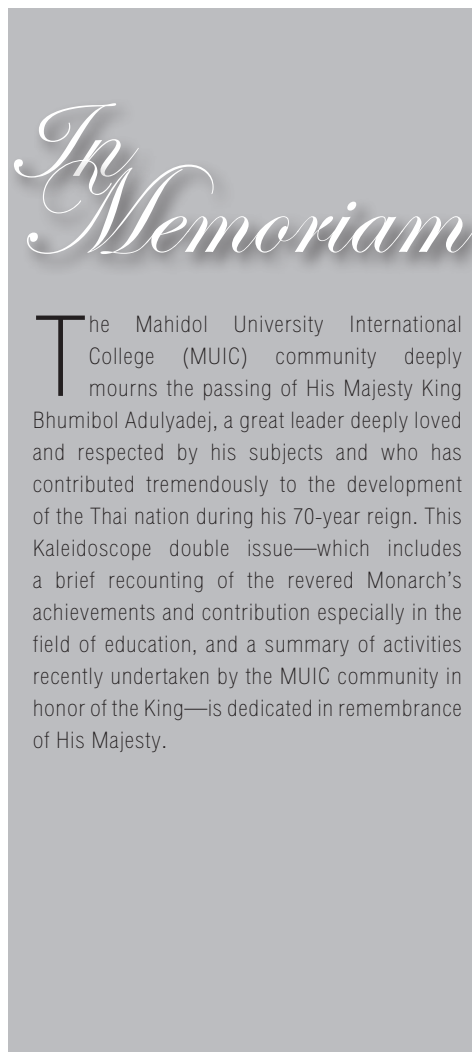 In
Memoriam
The Mahidol University International
College (MUIC) community deeply
mourns the passing of His Majesty King
Bhumibol Adulyadej, a great leader deeply loved
and respected by his subjects and who has
contributed tremendously to the development
of the Thai nation during his 70-year reign. This
Kaleidoscope double issue—which includes
a brief recounting of the revered Monarch’s
achievements and contribution especially in the
field of education, and a summary of activities
recently undertaken by the MUIC community in
honor of the King—is dedicated in remembrance
of His Majesty.